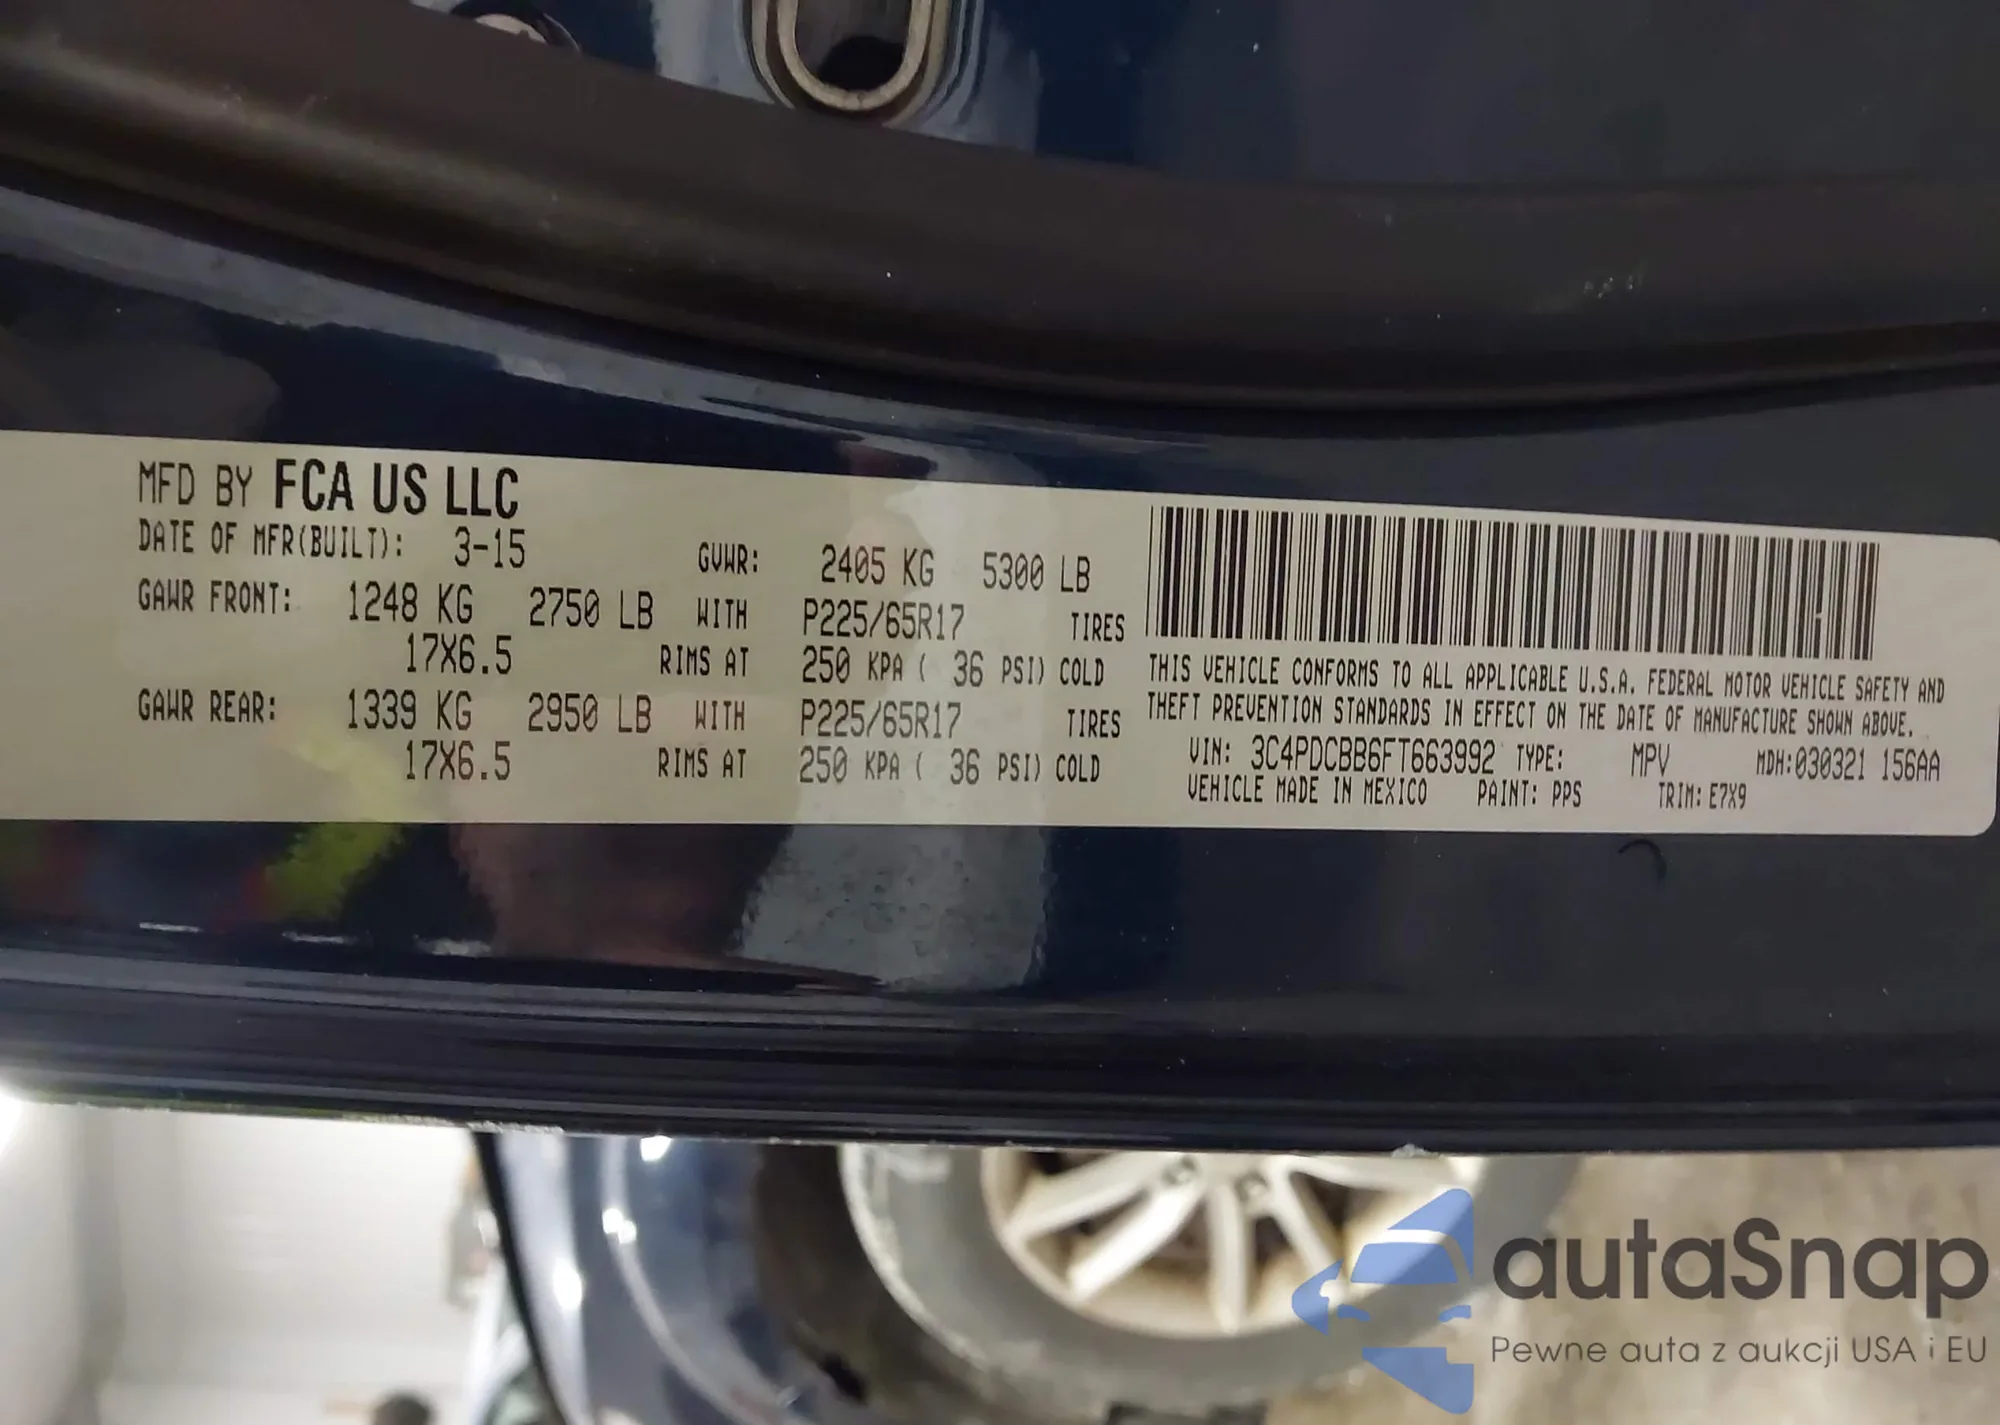 MFD BY FCA US LLC
DATE OF MFR(BUILT): 3-15 GVWR: 2405 KG 5300 LB
GAWR FRONT: 1248 KG 2750 LB WITH P225/65R17 TIRES
17X6.5 RIMS AT 250 KPA ( 36 PSI) COLD
GAWR REAR: 1339 KG 2950 LB WITH P225/65R17 TIRES
17X6.5 RIMS AT 250 KPA ( 36 PSI) COLD
THIS VEHICLE CONFORMS TO ALL APPLICABLE U.S.A. FEDERAL MOTOR VEHICLE SAFETY AND
THEFT PREVENTION STANDARDS IN EFFECT ON THE DATE OF MANUFACTURE SHOWN ABOVE.
VIN: 3C4PDCBB6FT663992 TYPE: MPV MDH:030321 156AA
VEHICLE MADE IN MEXICO PAINT: PPS TRIM: E7X9
autaSnap
Pewne auta z aukcji USA i EU